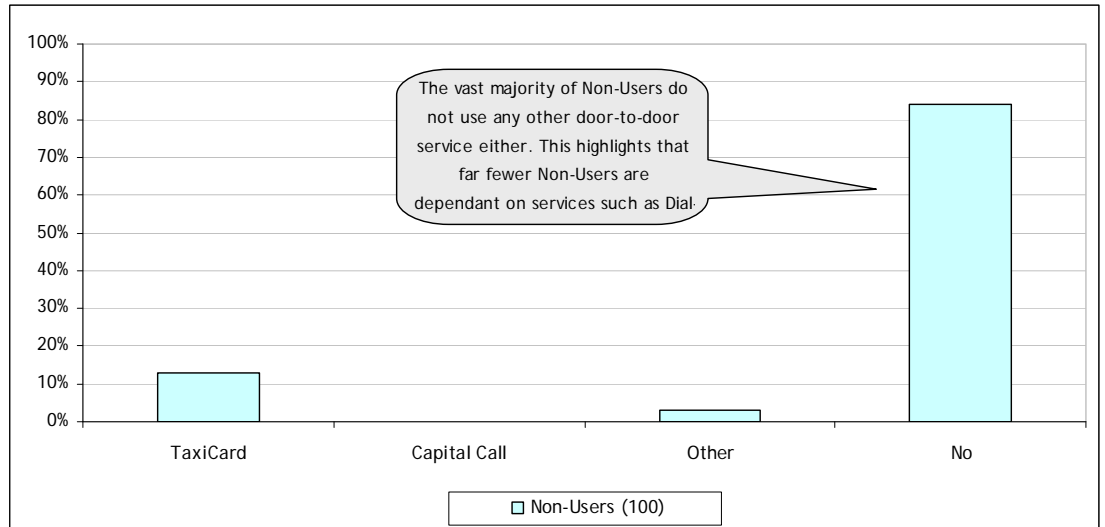 100%
90%
80%
70%
60%
50%
40%
30%
20%
10%
0%
The vast majority of Non-Users do
not use any other door-to-door
service either. This highlights that
far fewer Non-Users are
dependant on services such as Dial-
TaxiCard Capital Call Other No
Non-Users (100)